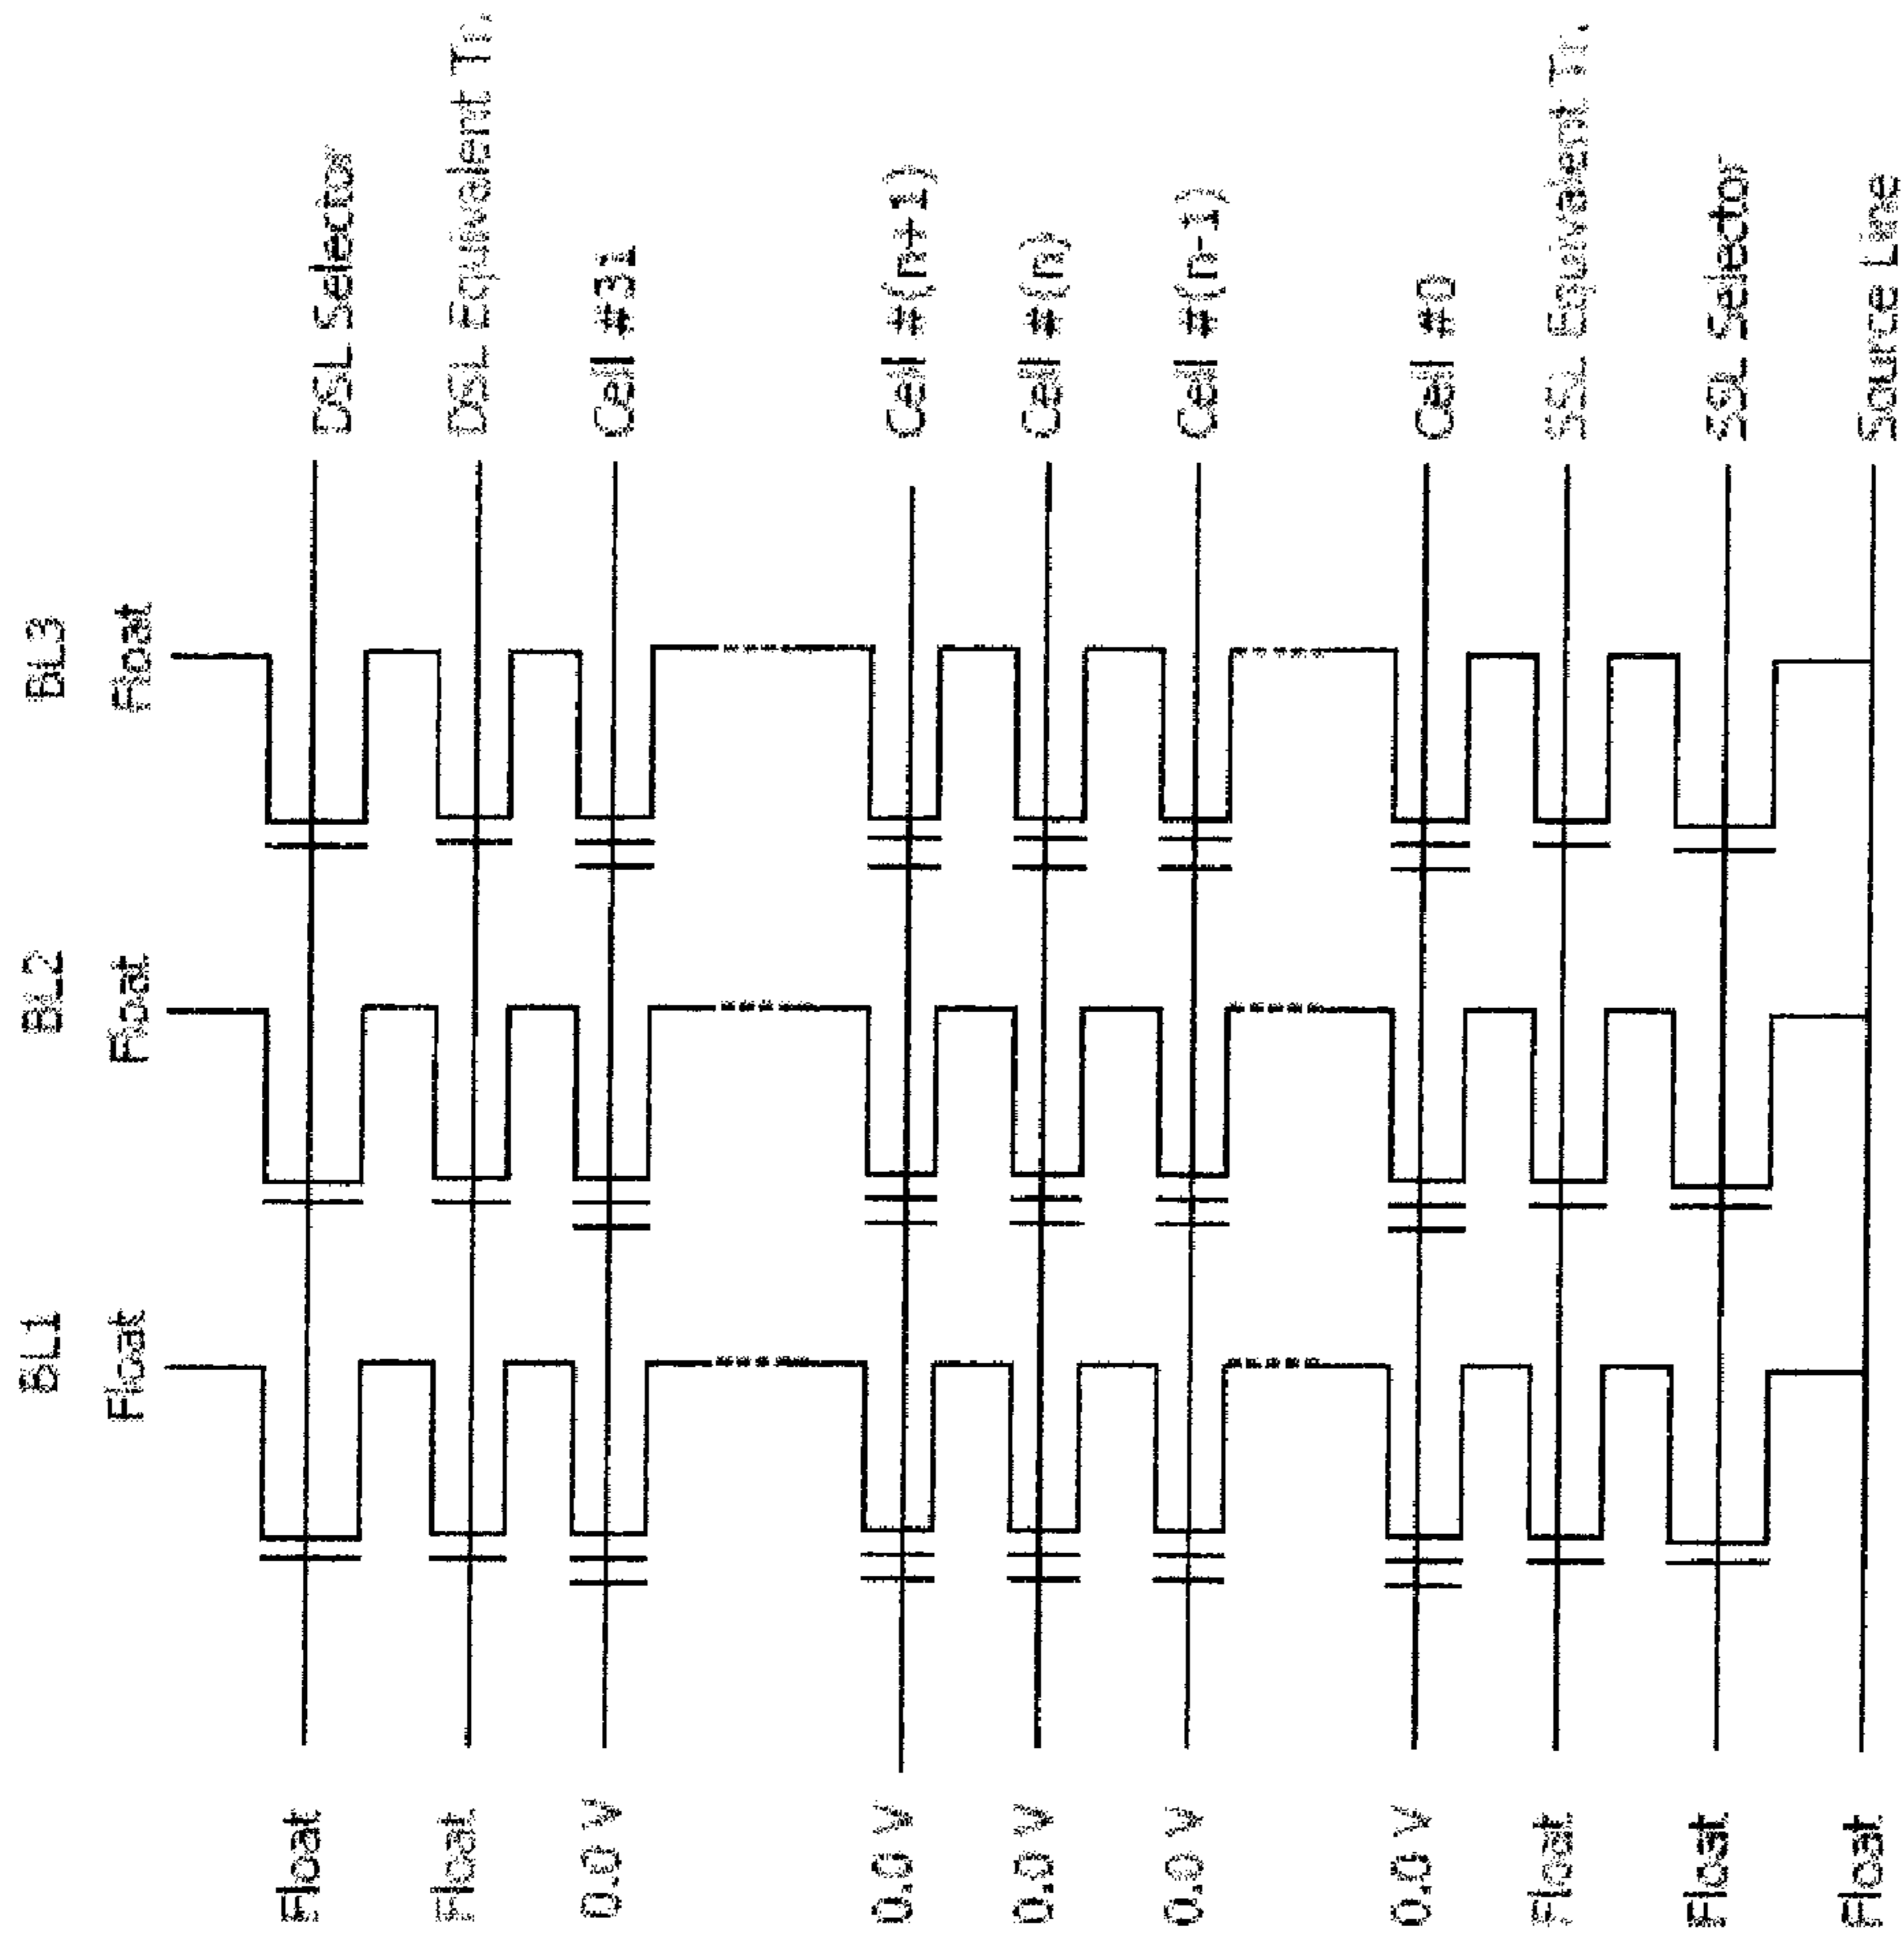 BL1
BL2
BL3
Float
Float
Float
Float
DSL Selector
Float
DSL Equivalent Tr.
0.0 V
Cell #31
0.0 V
Cell #(n+1)
0.0 V
Cell #(n)
0.0 V
Cell #(n-1)
0.0 V
Cell #0
Float
SSL Equivalent Tr.
Float
SSL Selector
Float
Source Line